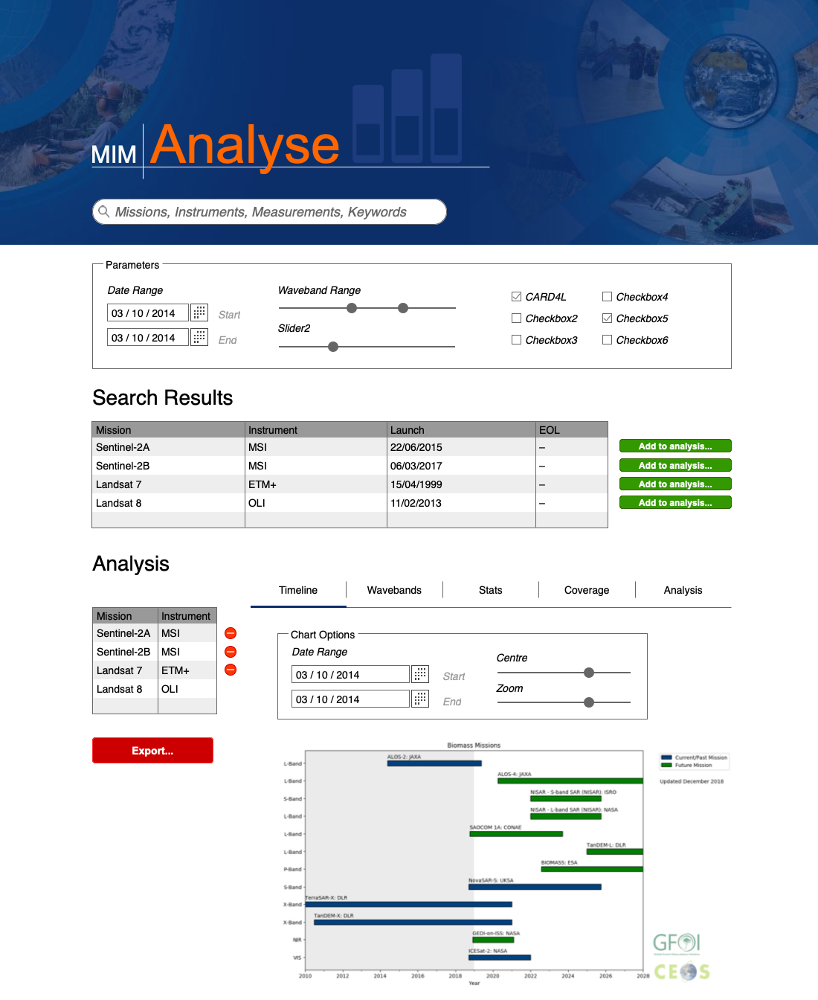 MIM Analyse
Missions, Instruments, Measurements, Keywords
Parameters
Date Range
03 / 10 / 2014 Start
03 / 10 / 2014 End
Waveband Range
Slider2
CARD4L Checkbox4
Checkbox2 Checkbox5
Checkbox3 Checkbox6
Search Results
Mission Instrument Launch EOL
Sentinel-2A MSI 22/06/2015 – Add to analysis...
Sentinel-2B MSI 06/03/2017 – Add to analysis...
Landsat 7 ETM+ 15/04/1999 – Add to analysis...
Landsat 8 OLI 11/02/2013 – Add to analysis...
Analysis
Timeline Wavebands Stats Coverage Analysis
Mission Instrument
Sentinel-2A MSI
Sentinel-2B MSI
Landsat 7 ETM+
Landsat 8 OLI
Export...
Chart Options
Date Range
03 / 10 / 2014 Start
03 / 10 / 2014 End
Centre
Zoom
Biomass Missions
Current/Past Mission
Future Mission
Updated December 2018
L-Band ALOS-2: JAXA
L-Band ALOS-4: JAXA
S-Band NISAR - S-band SAR (NISAR): ISRO
L-Band NISAR - L-band SAR (NISAR): NASA
L-Band SAOCOM 1A: CONAE
L-Band TanDEM-L: DLR
P-Band BIOMASS: ESA
S-Band NovaSAR-S: UKSA
X-Band TerraSAR-X: DLR
X-Band TanDEM-X: DLR
NIR GEDI-on-ISS: NASA
VIS ICESat-2: NASA
2010 2012 2014 2016 2018 2020 2022 2024 2026 2028
Year
GFOI
CEOS